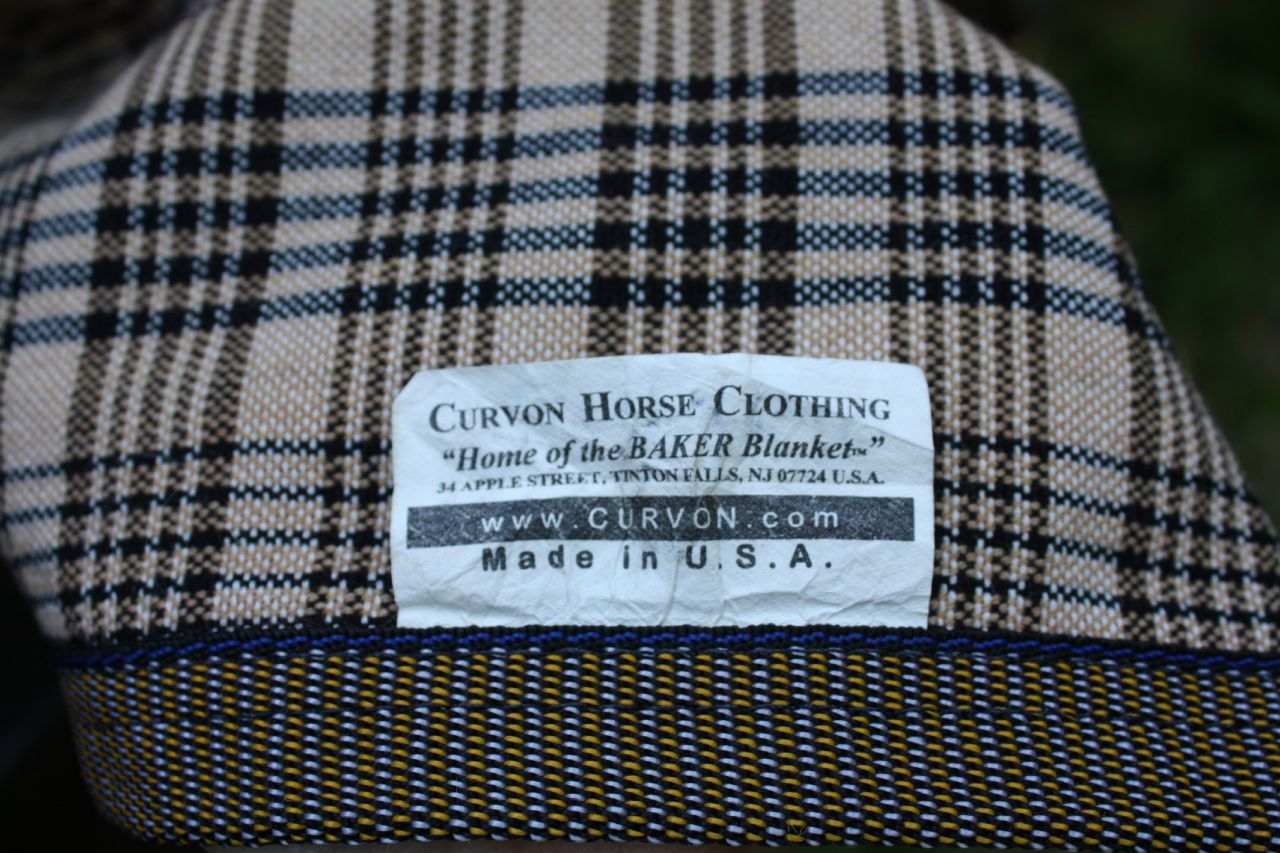 CURVON HORSE CLOTHING
“Home of the BAKER Blanket™”
34 APPLE STREET, TINTON FALLS, NJ 07724 U.S.A.
www.CURVON.com
Made in U.S.A.